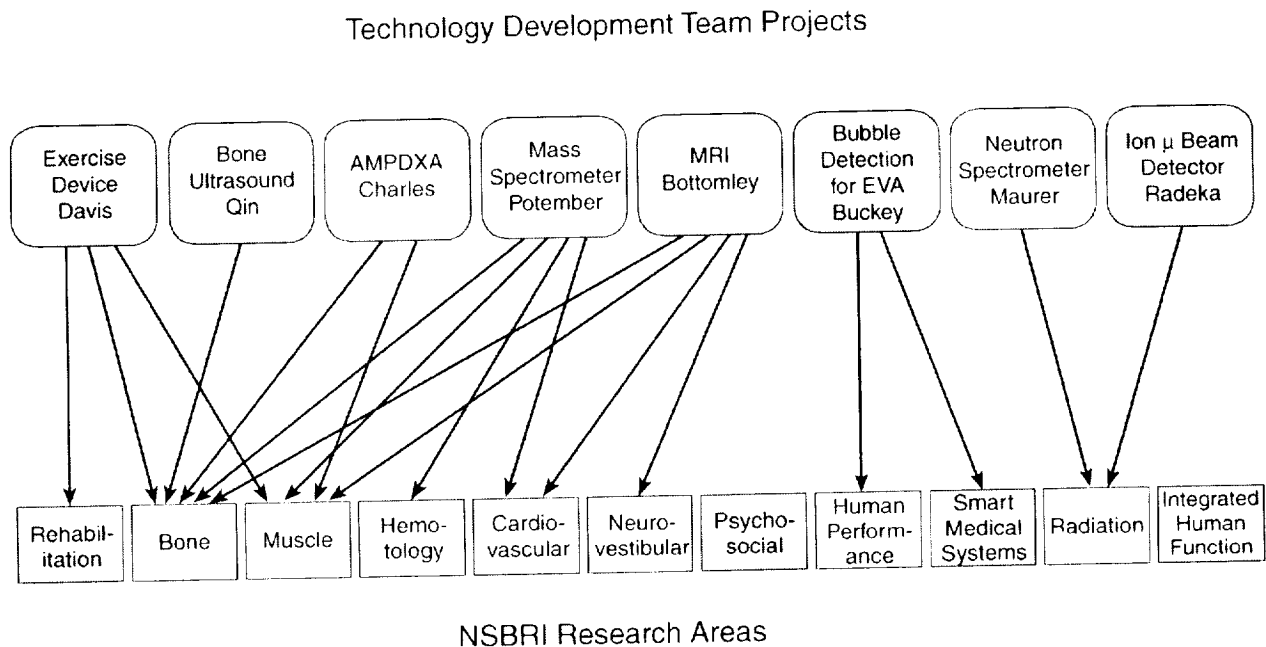 Technology Development Team Projects
Exercise
Device
Davis
Bone
Ultrasound
Qin
AMPDXA
Charles
Mass
Spectrometer
Potember
MRI
Bottomley
Bubble
Detection
for EVA
Buckey
Neutron
Spectrometer
Maurer
Ion μ Beam
Detector
Radeka
Rehabil-
itation
Bone
Muscle
Hemo-
tology
Cardio-
vascular
Neuro-
vestibular
Psycho-
social
Human
Perform-
ance
Smart
Medical
Systems
Radiation
Integrated
Human
Function
NSBRI Research Areas